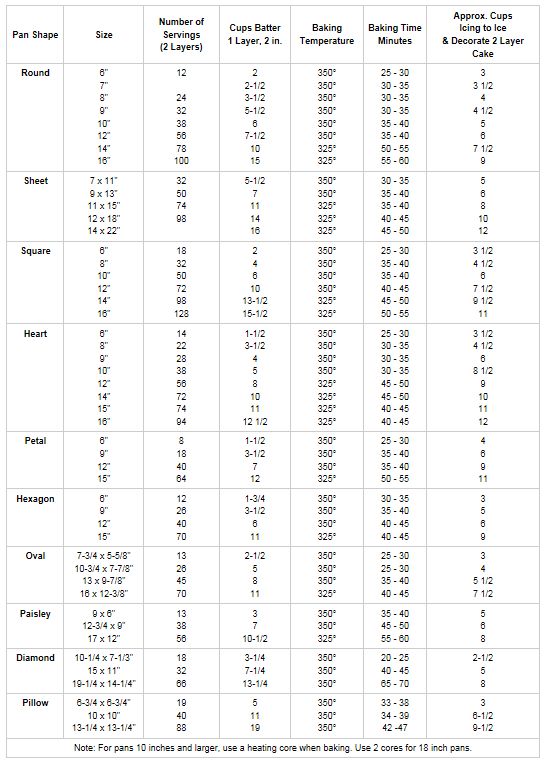 Pan Shape Size Number of Servings (2 Layers) Cups Batter 1 Layer, 2 in. Baking Temperature Baking Time Minutes Approx. Cups Icing to Ice & Decorate 2 Layer Cake
Round 6" 12 2 350° 25 - 30 3
7" 2-1/2 350° 30 - 35 3 1/2
8" 24 3-1/2 350° 30 - 35 4
9" 32 5-1/2 350° 30 - 35 4 1/2
10" 38 6 350° 35 - 40 5
12" 56 7-1/2 350° 35 - 40 6
14" 78 10 325° 50 - 55 7 1/2
16" 100 15 325° 55 - 60 9
Sheet 7 x 11" 32 5-1/2 350° 30 - 35 5
9 x 13" 50 7 350° 35 - 40 6
11 x 15" 74 11 325° 35 - 40 8
12 x 18" 98 14 325° 40 - 45 10
14 x 22" 16 325° 45 - 50 12
Square 6" 18 2 350° 25 - 30 3 1/2
8" 32 4 350° 35 - 40 4 1/2
10" 50 6 350° 35 - 40 6
12" 72 10 350° 40 - 45 7 1/2
14" 98 13-1/2 350° 45 - 50 9 1/2
16" 128 15-1/2 325° 50 - 55 11
Heart 6" 14 1-1/2 350° 25 - 30 3 1/2
8" 22 3-1/2 350° 30 - 35 4 1/2
9" 28 4 350° 30 - 35 6
10" 38 5 350° 30 - 35 8 1/2
12" 56 8 325° 45 - 50 9
14" 72 10 325° 45 - 50 10
15" 74 11 325° 40 - 45 11
16" 94 12 1/2 325° 40 - 45 12
Petal 6" 8 1-1/2 350° 25 - 30 4
9" 18 3-1/2 350° 35 - 40 6
12" 40 7 350° 35 - 40 9
15" 64 12 325° 50 - 55 11
Hexagon 6" 12 1-3/4 350° 30 - 35 3
9" 26 3-1/2 350° 35 - 40 5
12" 40 6 350° 40 - 45 6
15" 70 11 325° 40 - 45 9
Oval 7-3/4 x 5-5/8" 13 2-1/2 350° 25 - 30 3
10-3/4 x 7-7/8" 26 5 350° 25 - 30 4
13 x 9-7/8" 45 8 350° 35 - 40 5 1/2
16 x 12-3/8" 70 11 325° 40 - 45 7 1/2
Paisley 9 x 6" 13 3 350° 35 - 40 5
12-3/4 x 9" 38 7 350° 45 - 50 6
17 x 12" 56 10-1/2 325° 55 - 60 8
Diamond 10-1/4 x 7-1/3" 18 3-1/4 350° 20 - 25 2-1/2
15 x 11" 32 7-1/4 350° 40 - 45 5
19-1/4 x 14-1/4" 66 13-1/4 350° 65 - 70 8
Pillow 6-3/4 x 6-3/4" 19 5 350° 33 - 38 3
10 x 10" 40 11 350° 34 - 39 6-1/2
13-1/4 x 13-1/4" 88 19 350° 42 -47 9-1/2
Note: For pans 10 inches and larger, use a heating core when baking. Use 2 cores for 18 inch pans.